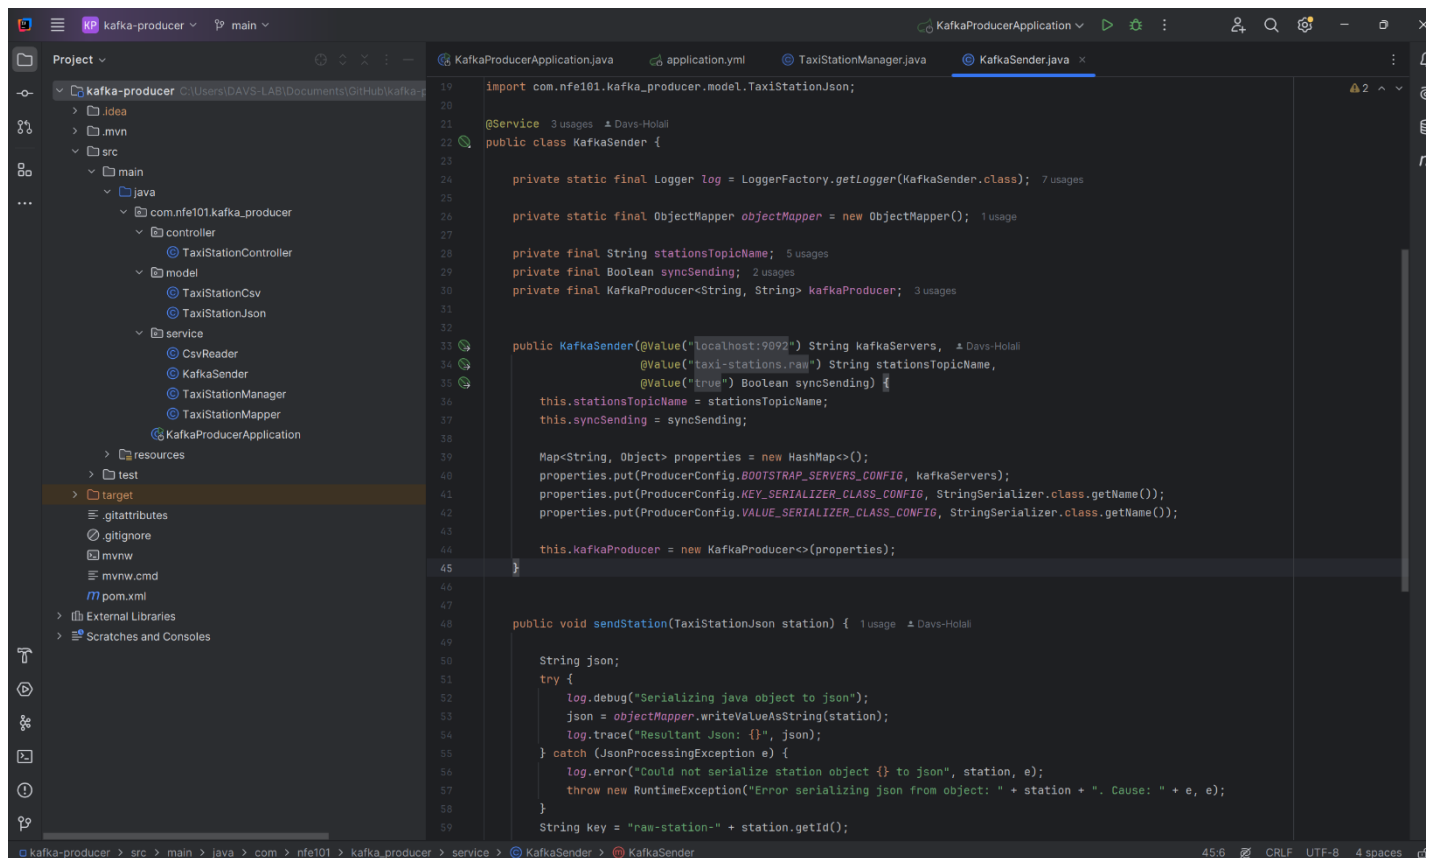 KP kafka-producer main KafkaProducerApplication
Project
KafkaProducerApplication.java application.yml TaxiStationManager.java KafkaSender.java
kafka-producer C:\Users\DAVS-LAB\Documents\GitHub\kafka-p
.idea
.mvn
src
main
java
com.nfe101.kafka_producer
controller
TaxiStationController
model
TaxiStationCsv
TaxiStationJson
service
CsvReader
KafkaSender
TaxiStationManager
TaxiStationMapper
KafkaProducerApplication
resources
test
target
.gitattributes
.gitignore
mvnw
mvnw.cmd
pom.xml
External Libraries
Scratches and Consoles
19 import com.nfe101.kafka_producer.model.TaxiStationJson; 2
20
21 @Service 3 usages Davs-Holali
22 public class KafkaSender {
23
24 private static final Logger log = LoggerFactory.getLogger(KafkaSender.class); 7 usages
25
26 private static final ObjectMapper objectMapper = new ObjectMapper(); 1 usage
27
28 private final String stationsTopicName; 5 usages
29 private final Boolean syncSending; 2 usages
30 private final KafkaProducer<String, String> kafkaProducer; 3 usages
31
32
33 public KafkaSender(@Value("localhost:9092") String kafkaServers, Davs-Holali
34 @Value("taxi-stations.raw") String stationsTopicName,
35 @Value("true") Boolean syncSending) {
36 this.stationsTopicName = stationsTopicName;
37 this.syncSending = syncSending;
38
39 Map<String, Object> properties = new HashMap<>();
40 properties.put(ProducerConfig.BOOTSTRAP_SERVERS_CONFIG, kafkaServers);
41 properties.put(ProducerConfig.KEY_SERIALIZER_CLASS_CONFIG, StringSerializer.class.getName());
42 properties.put(ProducerConfig.VALUE_SERIALIZER_CLASS_CONFIG, StringSerializer.class.getName());
43
44 this.kafkaProducer = new KafkaProducer<>(properties);
45 }
46
47
48 public void sendStation(TaxiStationJson station) { 1 usage Davs-Holali
49
50 String json;
51 try {
52 log.debug("Serializing java object to json");
53 json = objectMapper.writeValueAsString(station);
54 log.trace("Resultant Json: {}", json);
55 } catch (JsonProcessingException e) {
56 log.error("Could not serialize station object {} to json", station, e);
57 throw new RuntimeException("Error serializing json from object: " + station + ". Cause: " + e, e);
58 }
59 String key = "raw-station-" + station.getId();
kafka-producer > src > main > java > com > nfe101 > kafka_producer > service > KafkaSender > KafkaSender 45:6 CRLF UTF-8 4 spaces